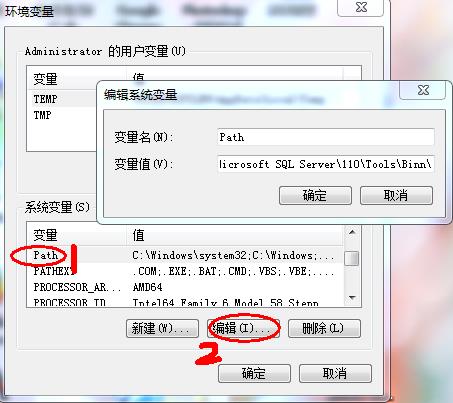 环境变量
Administrator 的用户变量(U)
变量 值
TEMP
TMP
编辑系统变量
变量名(N): Path
变量值(V): icrosoft SQL Server\110\Tools\Binn\
确定 取消
系统变量(S)
变量 值
Path C:\Windows\system32;C:\Windows;...
1
PATHEXT .COM;.EXE;.BAT;.CMD;.VBS;.VBE;....
PROCESSOR_AR... AMD64
PROCESSOR_ID Intel64 Family 6 Model 58 Stepp
新建(W)... 编辑(I)... 删除(L)
2
确定 取消